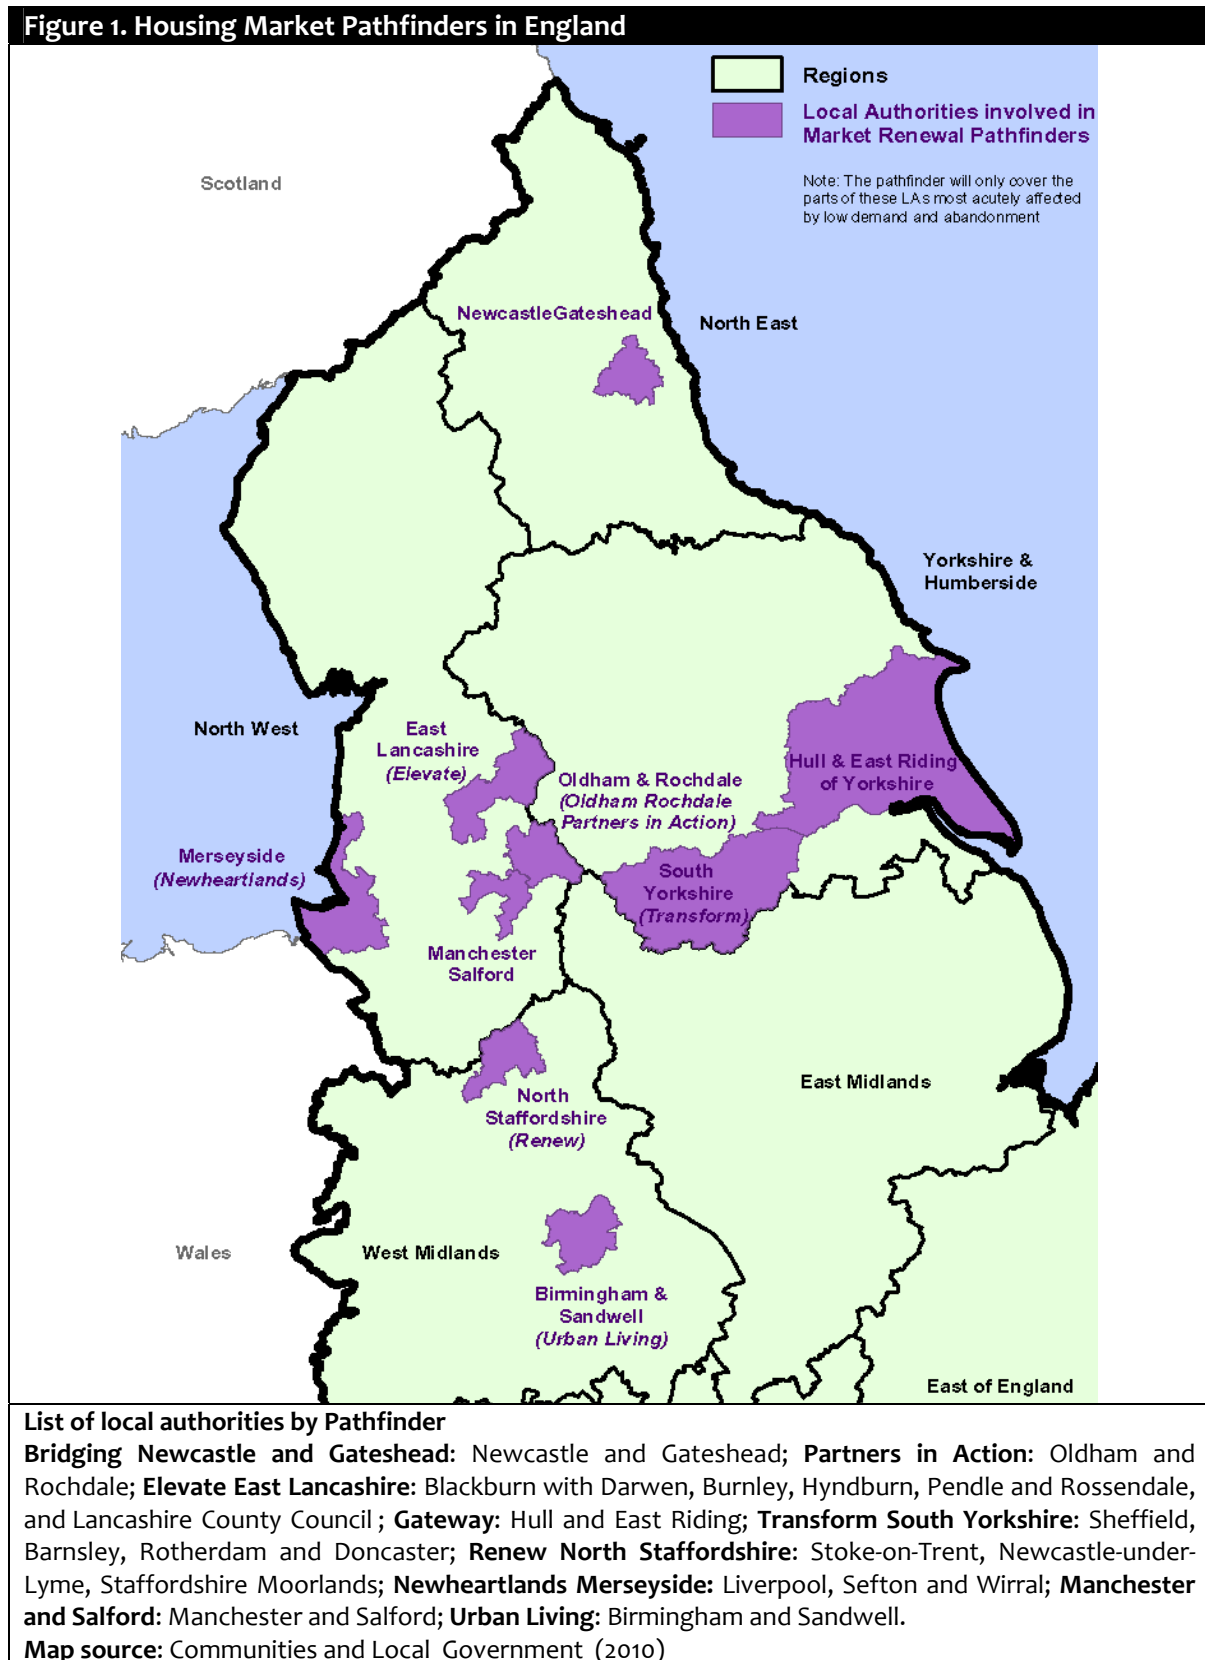 Figure 1. Housing Market Pathfinders in England
Regions
Local Authorities involved in
Market Renewal Pathfinders
Note: The pathfinder will only cover the
parts of these LAs most acutely affected
by low demand and abandonment
Scotland
NewcastleGateshead
North East
Yorkshire &
Humberside
North West
East
Lancashire
(Elevate)
Oldham & Rochdale
(Oldham Rochdale
Partners in Action)
Hull & East Riding
of Yorkshire
Merseyside
(Newheartlands)
South
Yorkshire
(Transform)
Manchester
Salford
East Midlands
North
Staffordshire
(Renew)
Wales
West Midlands
Birmingham &
Sandwell
(Urban Living)
East of England
List of local authorities by Pathfinder
Bridging Newcastle and Gateshead: Newcastle and Gateshead; Partners in Action: Oldham and
Rochdale; Elevate East Lancashire: Blackburn with Darwen, Burnley, Hyndburn, Pendle and Rossendale,
and Lancashire County Council ; Gateway: Hull and East Riding; Transform South Yorkshire: Sheffield,
Barnsley, Rotherdam and Doncaster; Renew North Staffordshire: Stoke-on-Trent, Newcastle-under-
Lyme, Staffordshire Moorlands; Newheartlands Merseyside: Liverpool, Sefton and Wirral; Manchester
and Salford: Manchester and Salford; Urban Living: Birmingham and Sandwell.
Map source: Communities and Local Government (2010)